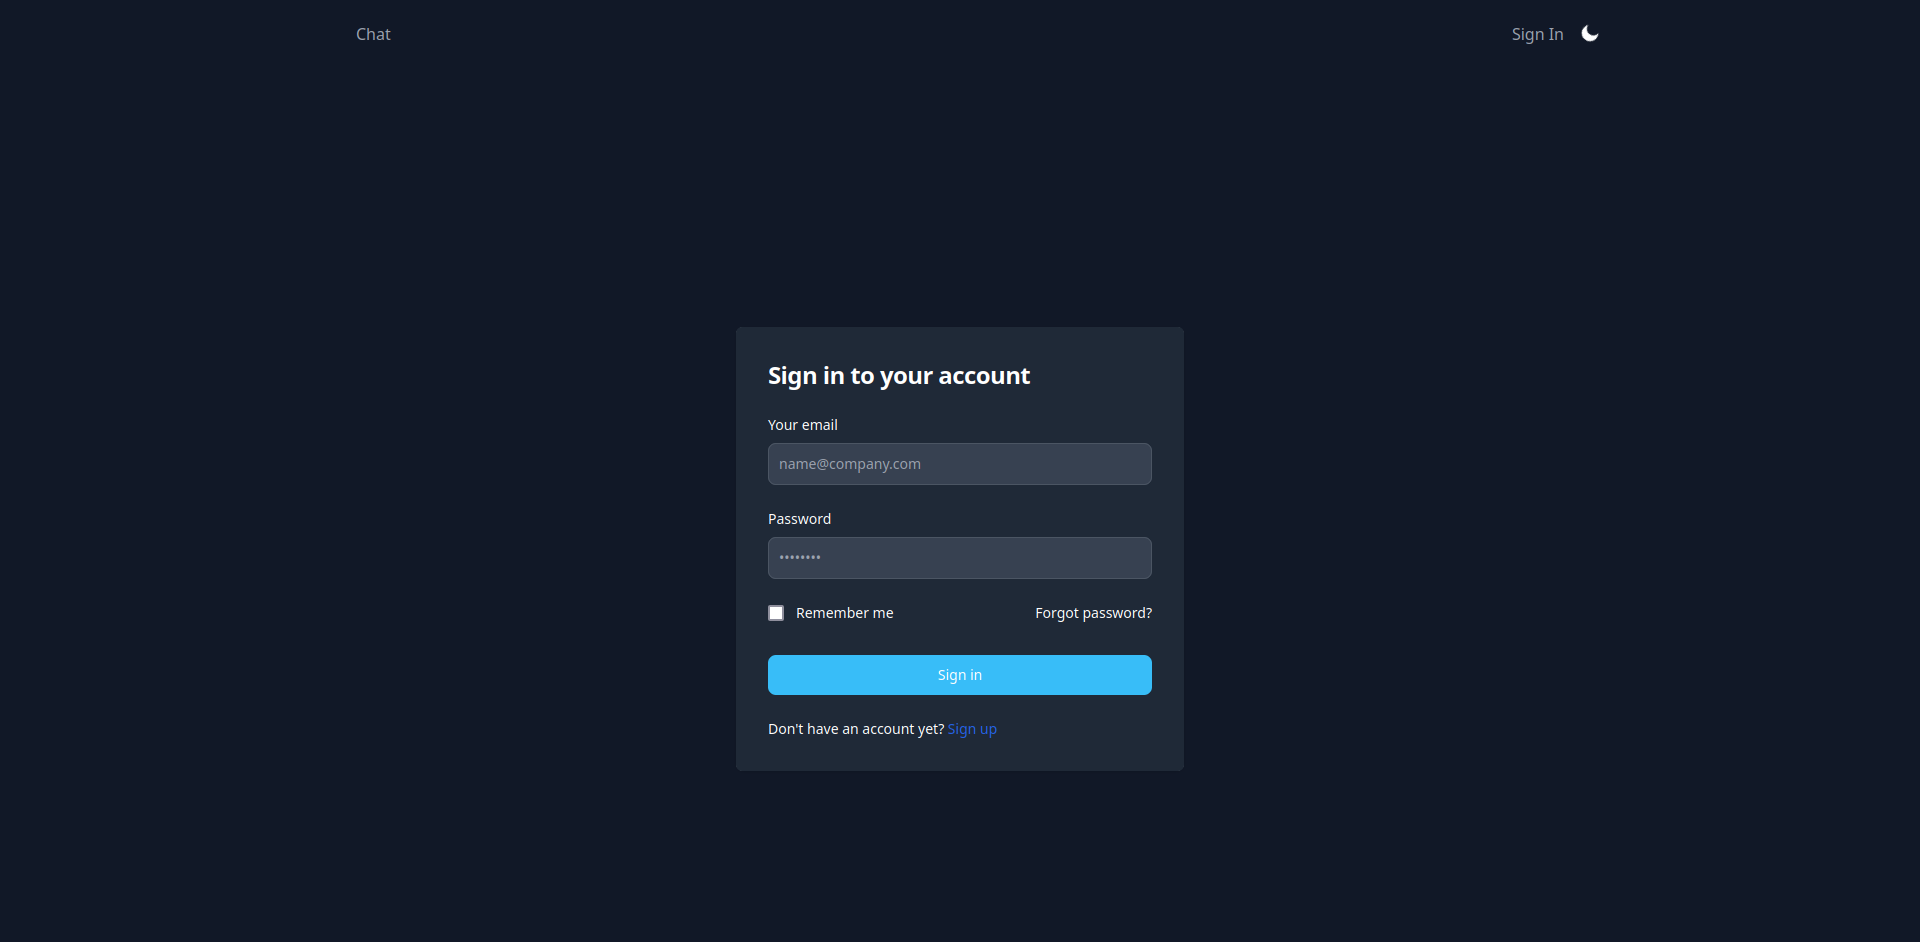 Chat
Sign In
Sign in to your account
Your email
name@company.com
Password
••••••••
Remember me
Forgot password?
Sign in
Don't have an account yet? Sign up